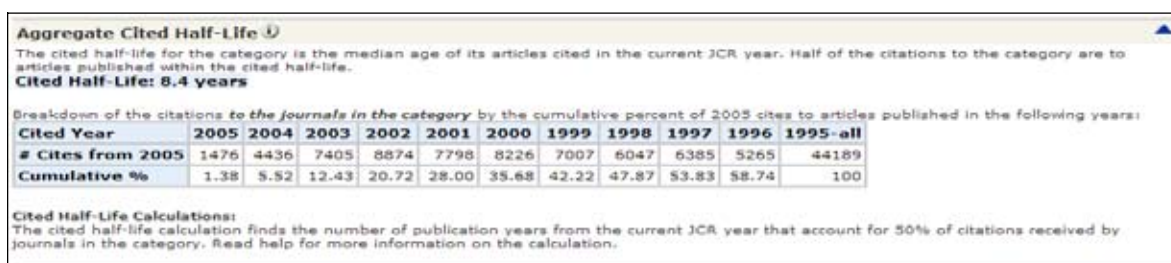 Aggregate Cited Half-Life i
The cited half-life for the category is the median age of its articles cited in the current JCR year. Half of the citations to the category are to
articles published within the cited half-life.
Cited Half-Life: 8.4 years
Breakdown of the citations to the journals in the category by the cumulative percent of 2005 cites to articles published in the following years:
Cited Year 2005 2004 2003 2002 2001 2000 1999 1998 1997 1996 1995-all
# Cites from 2005 1476 4436 7405 8874 7798 8226 7007 6047 6385 5265 44189
Cumulative % 1.38 5.52 12.43 20.72 28.00 35.68 42.22 47.87 53.83 58.74 100
Cited Half-Life Calculations:
The cited half-life calculation finds the number of publication years from the current JCR year that account for 50% of citations received by
journals in the category. Read help for more information on the calculation.